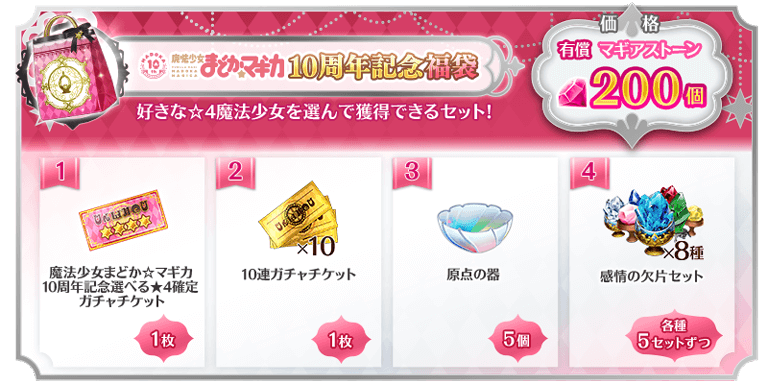 価格
10
魔法少女
まどか☆マギカ 10周年記念福袋
有償 マギアストーン
200個
好きな☆4魔法少女を選んで獲得できるセット!
1
魔法少女まどか☆マギカ
10周年記念選べる★4確定
ガチャチケット
1枚
2
×10
10連ガチャチケット
1枚
3
原点の器
5個
4
×8種
感情の欠片セット
各種
5セットずつ